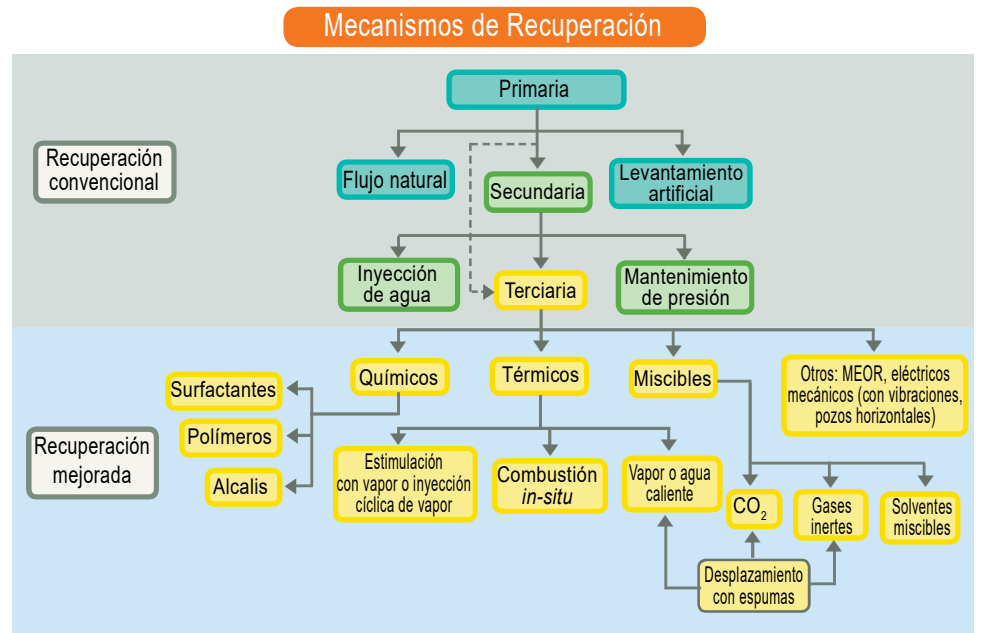 Mecanismos de Recuperación
Primaria
Recuperación
convencional
Flujo natural
Secundaria
Levantamiento
artificial
Inyección
de agua
Terciaria
Mantenimiento
de presión
Químicos
Térmicos
Miscibles
Otros: MEOR, eléctricos
mecánicos (con vibraciones,
pozos horizontales)
Surfactantes
Polímeros
Alcalis
Recuperación
mejorada
Estimulación
con vapor o inyección
cíclica de vapor
Combustión
in-situ
Vapor o agua
caliente
CO₂
Gases
inertes
Solventes
miscibles
Desplazamiento
con espumas